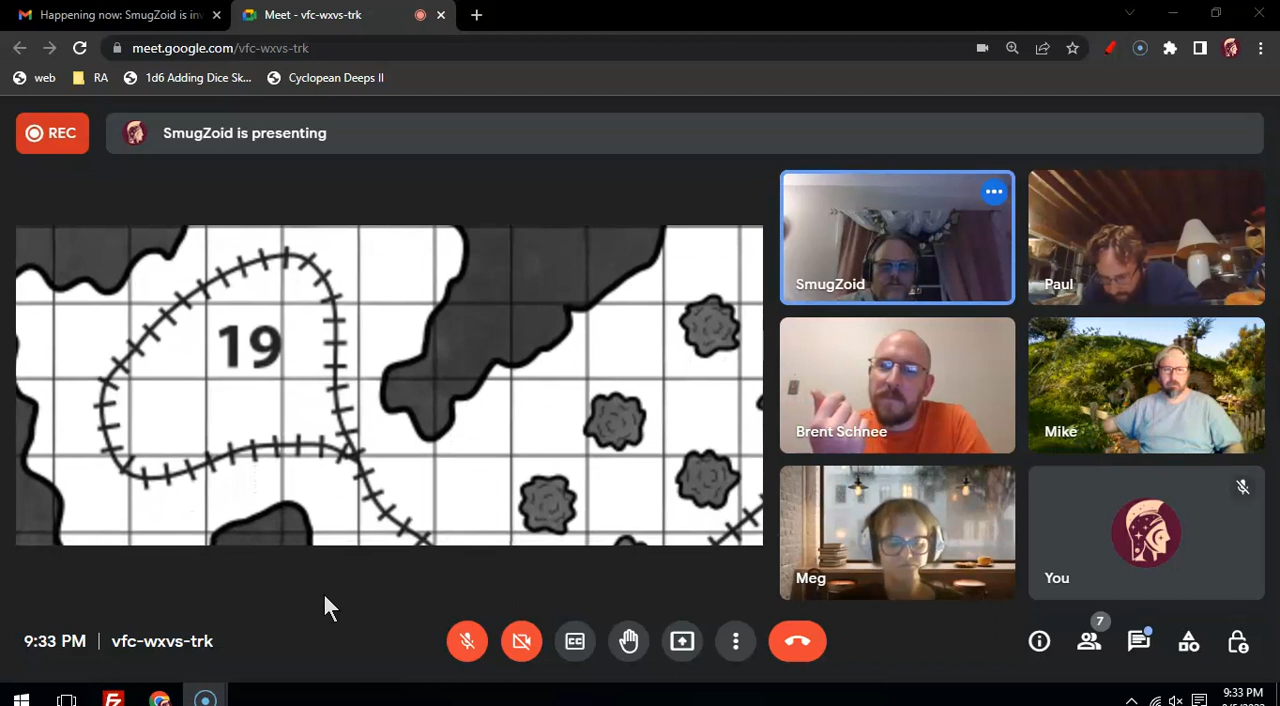 Happening now: SmugZoid is inv
Meet - vfc-wxvs-trk
meet.google.com/vfc-wxvs-trk
web
RA
1d6 Adding Dice Sk...
Cyclopean Deeps II
REC
SmugZoid is presenting
19
SmugZoid
Paul
Brent Schnee
Mike
Meg
You
9:33 PM
vfc-wxvs-trk
CC
7
9:33 PM